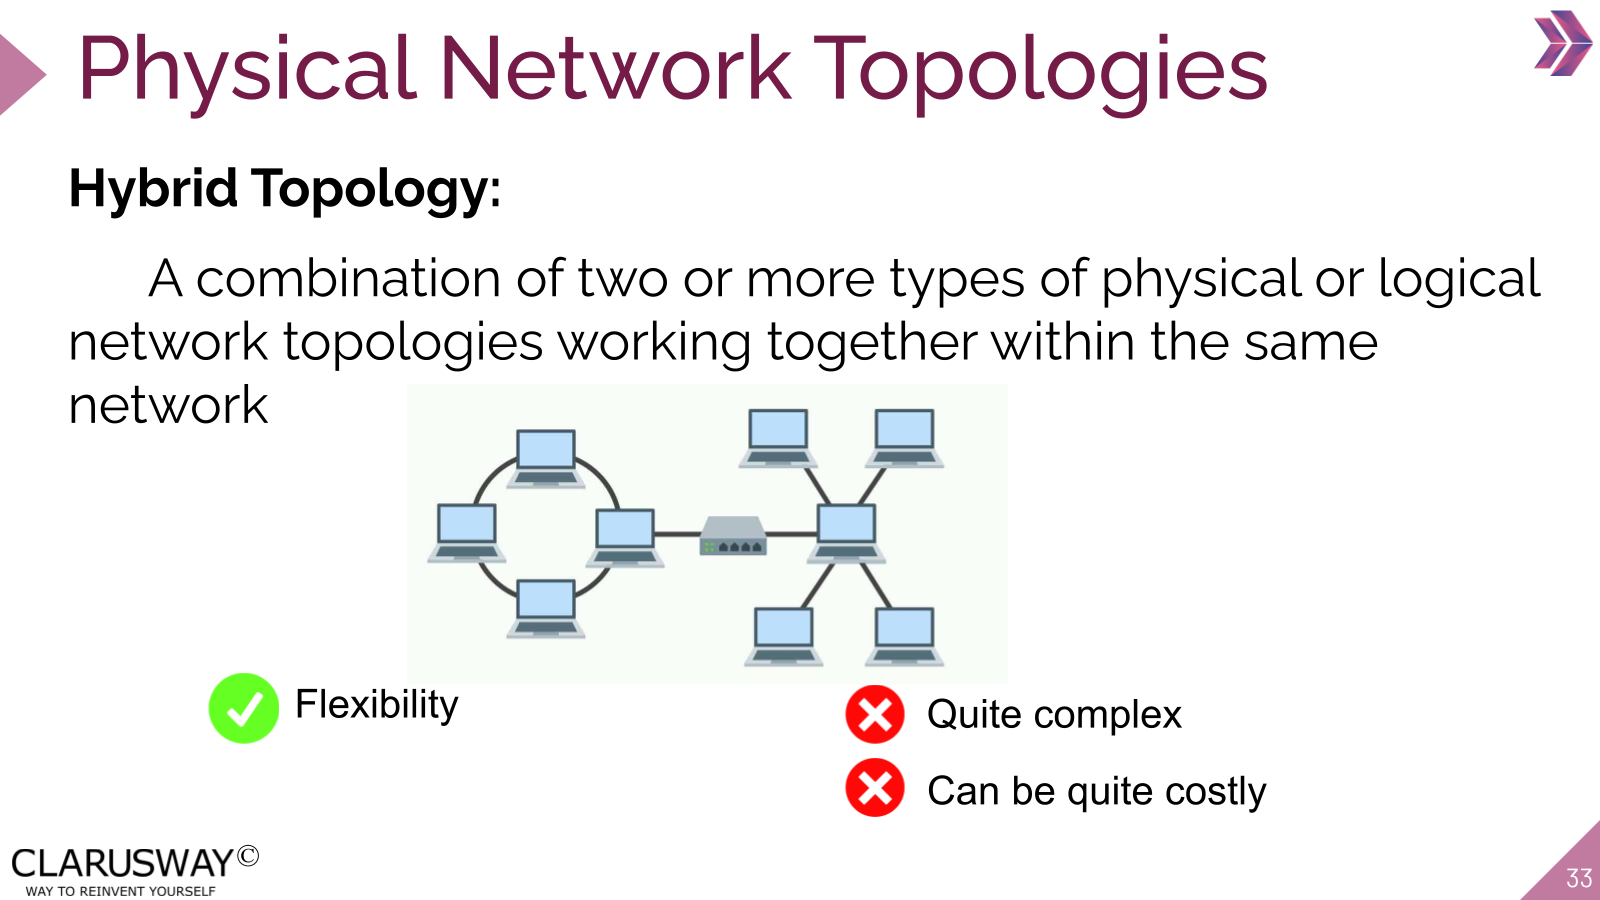 Physical Network Topologies
Hybrid Topology:
A combination of two or more types of physical or logical
network topologies working together within the same
network
Flexibility
Quite complex
Can be quite costly
CLARUSWAY©
WAY TO REINVENT YOURSELF
33